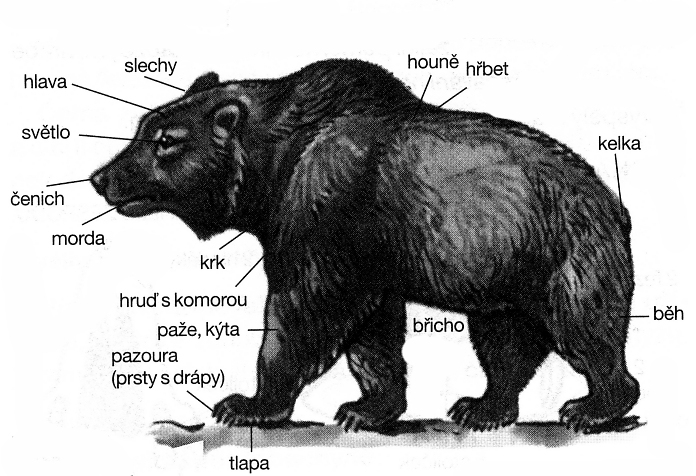 slechy
houně
hřbet
hlava
světlo
kelka
čenich
morda
krk
hruď s komorou
běh
břicho
paže, kýta
pazoura
(prsty s drápy)
tlapa